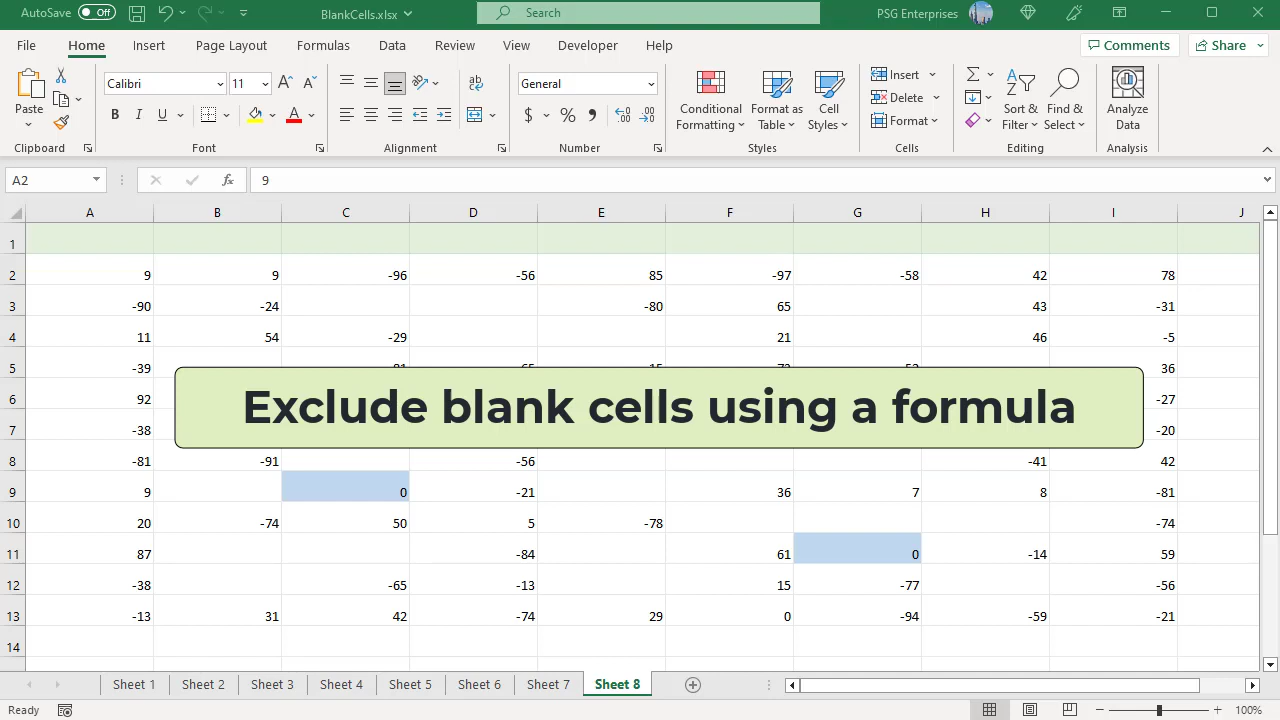 AutoSave Off BlankCells.xlsx Search PSG Enterprises
File Home Insert Page Layout Formulas Data Review View Developer Help Comments Share
Paste Calibri 11 A A ab General Conditional Formatting Format as Table Cell Styles Insert Delete Format Sort & Filter Find & Select Analyze Data
B I U A $ % 9
Clipboard Font Alignment Number Styles Cells Editing Analysis
A2 fx 9
A B C D E F G H I J
1
2 9 9 -96 -56 85 -97 -58 42 78
3 -90 -24 -80 65 43 -31
4 11 54 -29 21 46 -5
5 -39 36
6 92 -27
Exclude blank cells using a formula
7 -38 -20
8 -81 -91 -56 -41 42
9 9 0 -21 36 7 8 -81
10 20 -74 50 5 -78 -74
11 87 -84 61 0 -14 59
12 -38 -65 -13 15 -77 -56
13 -13 31 42 -74 29 0 -94 -59 -21
14
Sheet 1 Sheet 2 Sheet 3 Sheet 4 Sheet 5 Sheet 6 Sheet 7 Sheet 8
Ready 100%